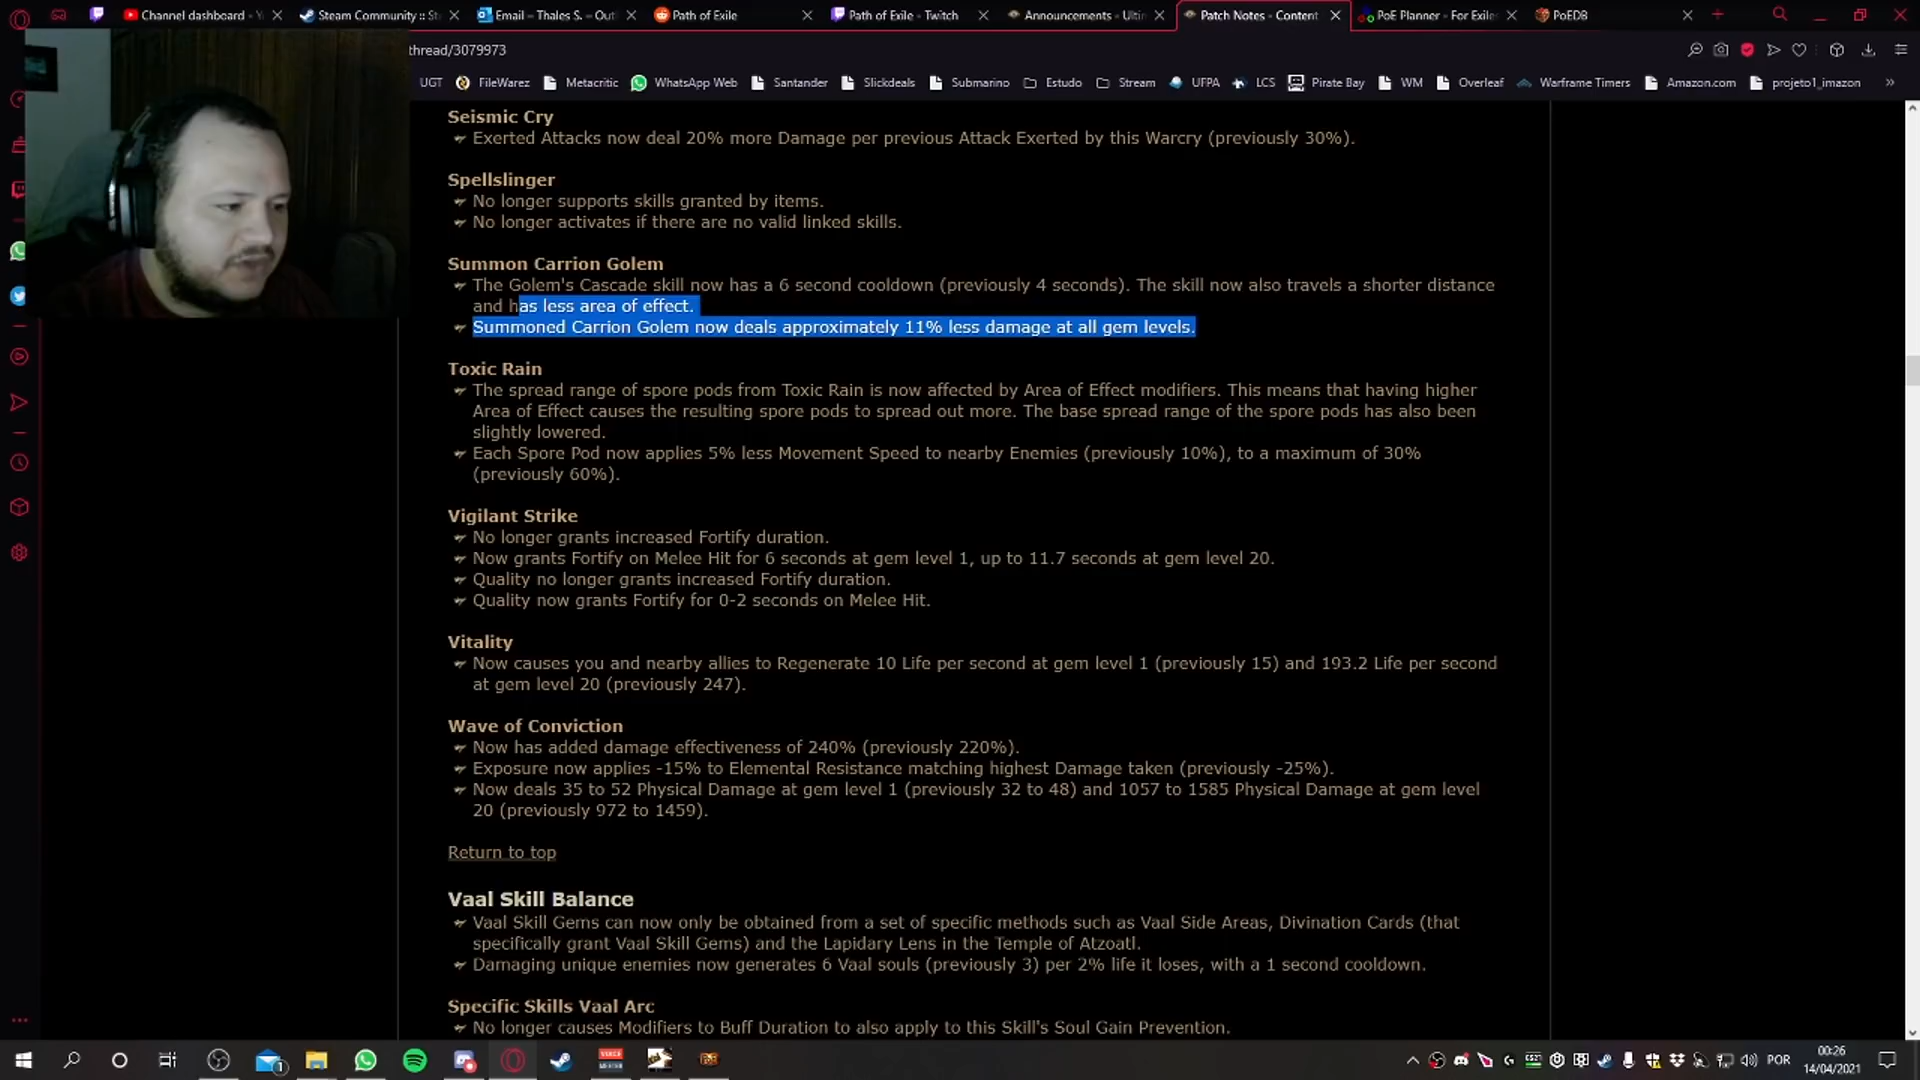 Channel dashboard - Y
Steam Community :: St
Email – Thales S. – Out
Path of Exile
Path of Exile - Twitch
Announcements - Ultim
Patch Notes - Content
PoE Planner - For Exile
PoEDB
thread/3079973
UGT
FileWarez
Metacritic
WhatsApp Web
Santander
Slickdeals
Submarino
Estudo
Stream
UFPA
LCS
Pirate Bay
WM
Overleaf
Warframe Timers
Amazon.com
projeto1_imazon
Seismic Cry
Exerted Attacks now deal 20% more Damage per previous Attack Exerted by this Warcry (previously 30%).
Spellslinger
No longer supports skills granted by items.
No longer activates if there are no valid linked skills.
Summon Carrion Golem
The Golem's Cascade skill now has a 6 second cooldown (previously 4 seconds). The skill now also travels a shorter distance
and has less area of effect.
Summoned Carrion Golem now deals approximately 11% less damage at all gem levels.
Toxic Rain
The spread range of spore pods from Toxic Rain is now affected by Area of Effect modifiers. This means that having higher
Area of Effect causes the resulting spore pods to spread out more. The base spread range of the spore pods has also been
slightly lowered.
Each Spore Pod now applies 5% less Movement Speed to nearby Enemies (previously 10%), to a maximum of 30%
(previously 60%).
Vigilant Strike
No longer grants increased Fortify duration.
Now grants Fortify on Melee Hit for 6 seconds at gem level 1, up to 11.7 seconds at gem level 20.
Quality no longer grants increased Fortify duration.
Quality now grants Fortify for 0-2 seconds on Melee Hit.
Vitality
Now causes you and nearby allies to Regenerate 10 Life per second at gem level 1 (previously 15) and 193.2 Life per second
at gem level 20 (previously 247).
Wave of Conviction
Now has added damage effectiveness of 240% (previously 220%).
Exposure now applies -15% to Elemental Resistance matching highest Damage taken (previously -25%).
Now deals 35 to 52 Physical Damage at gem level 1 (previously 32 to 48) and 1057 to 1585 Physical Damage at gem level
20 (previously 972 to 1459).
Return to top
Vaal Skill Balance
Vaal Skill Gems can now only be obtained from a set of specific methods such as Vaal Side Areas, Divination Cards (that
specifically grant Vaal Skill Gems) and the Lapidary Lens in the Temple of Atzoatl.
Damaging unique enemies now generates 6 Vaal souls (previously 3) per 2% life it loses, with a 1 second cooldown.
Specific Skills Vaal Arc
No longer causes Modifiers to Buff Duration to also apply to this Skill's Soul Gain Prevention.
POR
00:26
14/04/2021